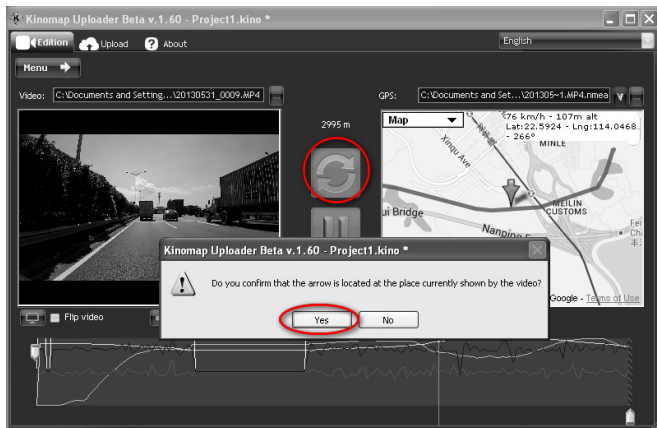 Kinomap Uploader Beta v.1.60 - Project1.kino *
Edition
Upload
? About
English
Menu
Video:
C:\Documents and Setting...\20130531_0009.MP4
GPS:
C:\Documents and Set...\201305~1.MP4.nmea
2995 m
Map
76 km/h - 107m alt
Lat:22.5924 - Lng:114.0468
- 266°
MINLE
Xinqu Ave
MEILIN
CUSTOMS
ui Bridge
Nanping
Fei
Google - Terms of Use
Kinomap Uploader Beta v.1.60 - Project1.kino *
Do you confirm that the arrow is located at the place currently shown by the video?
Yes
No
Flip video